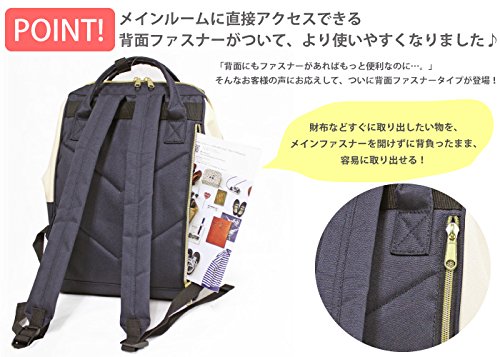 POINT!
メインルームに直接アクセスできる
背面ファスナーがついて、より使いやすくなりました♪
「背面にもファスナーがあればもっと便利なのに…。」
そんなお客様の声にお応えして、ついに背面ファスナータイプが登場！
財布などすぐに取り出したい物を、
メインファスナーを開けずに背負ったまま、
容易に取り出せる！